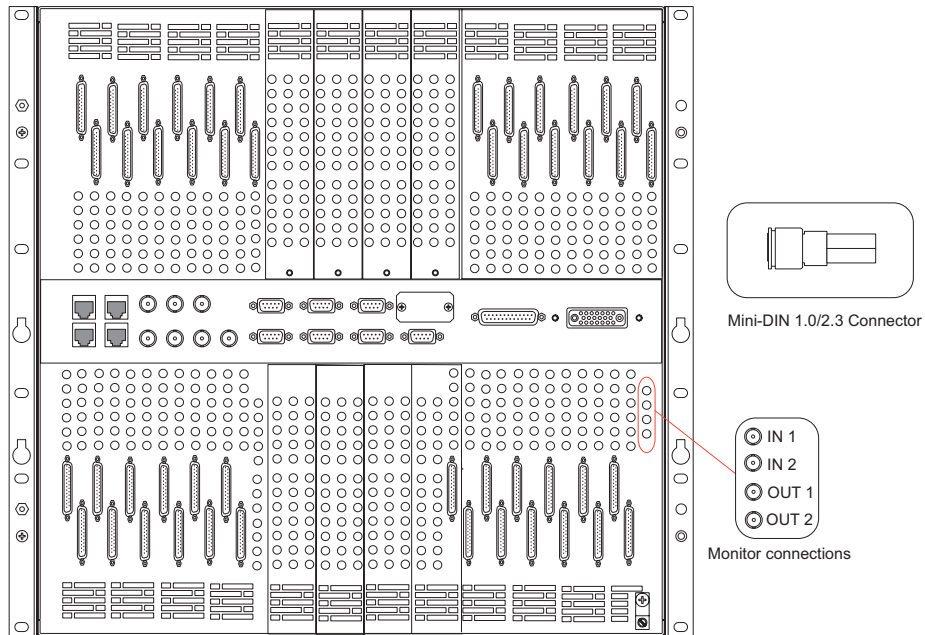 Mini-DIN 1.0/2.3 Connector
IN 1
IN 2
OUT 1
OUT 2
Monitor connections